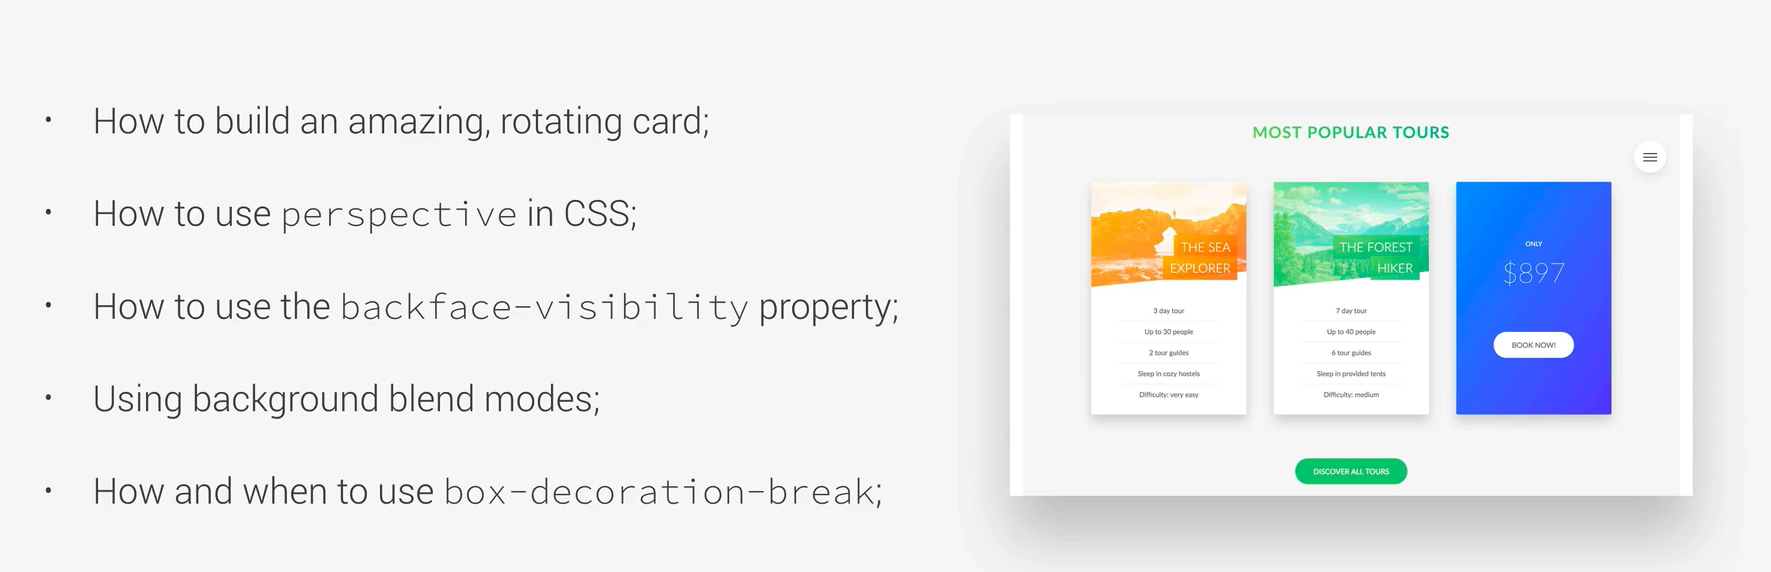 • How to build an amazing, rotating card;
• How to use perspective in CSS;
• How to use the backface-visibility property;
• Using background blend modes;
• How and when to use box-decoration-break;
MOST POPULAR TOURS
THE SEA
EXPLORER
3 day tour
Up to 30 people
2 tour guides
Sleep in cozy hostels
Difficulty: very easy
THE FOREST
HIKER
7 day tour
Up to 40 people
6 tour guides
Sleep in provided tents
Difficulty: medium
ONLY
$897
BOOK NOW!
DISCOVER ALL TOURS